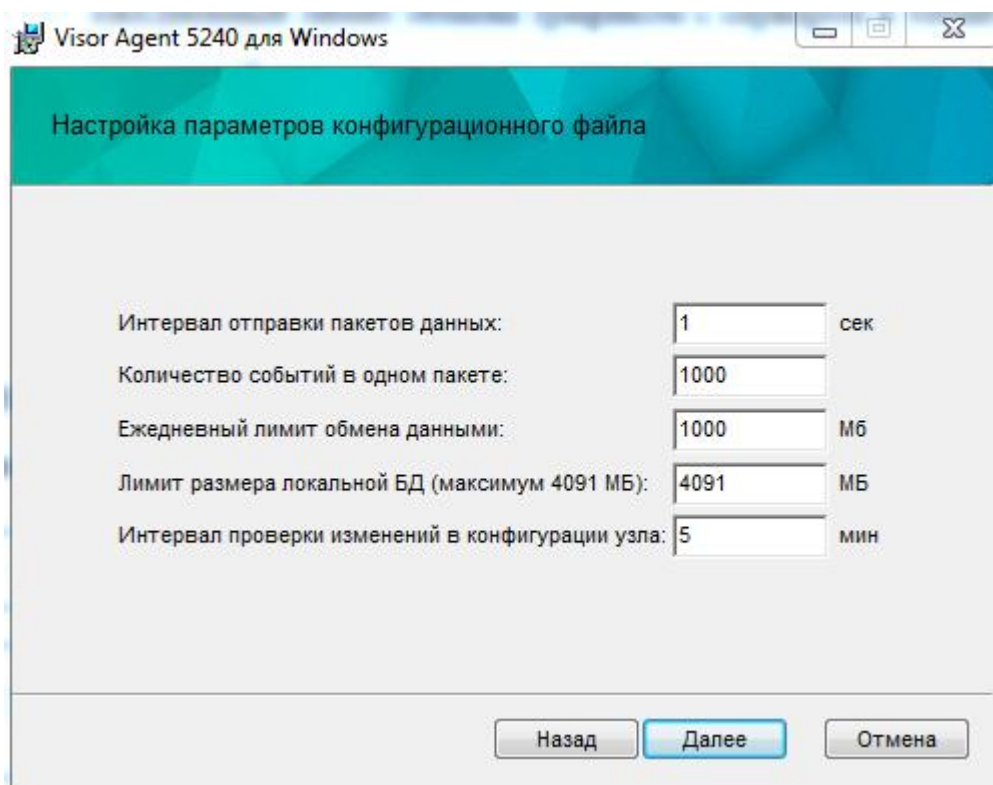 Visor Agent 5240 для Windows
Настройка параметров конфигурационного файла
Интервал отправки пакетов данных: 1 сек
Количество событий в одном пакете: 1000
Ежедневный лимит обмена данными: 1000 Мб
Лимит размера локальной БД (максимум 4091 МБ): 4091 МБ
Интервал проверки изменений в конфигурации узла: 5 мин
Назад Далее Отмена